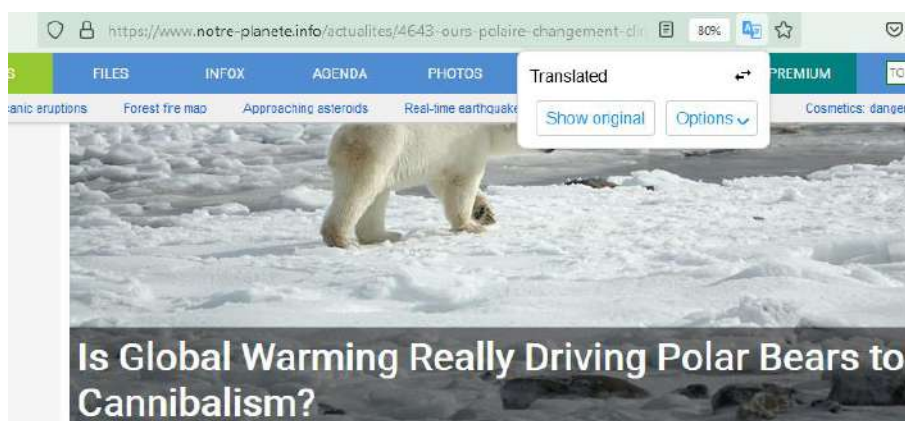 https://www.notre-planete.info/actualites/4643-ours-polaire-changement-cli
80%
FILES
INFOX
AGENDA
PHOTOS
PREMIUM
Translated
Show original
Options
Forest fire map
Approaching asteroids
Real-time earthquake
eruptions
Cosmetics: danger
Is Global Warming Really Driving Polar Bears to
Cannibalism?